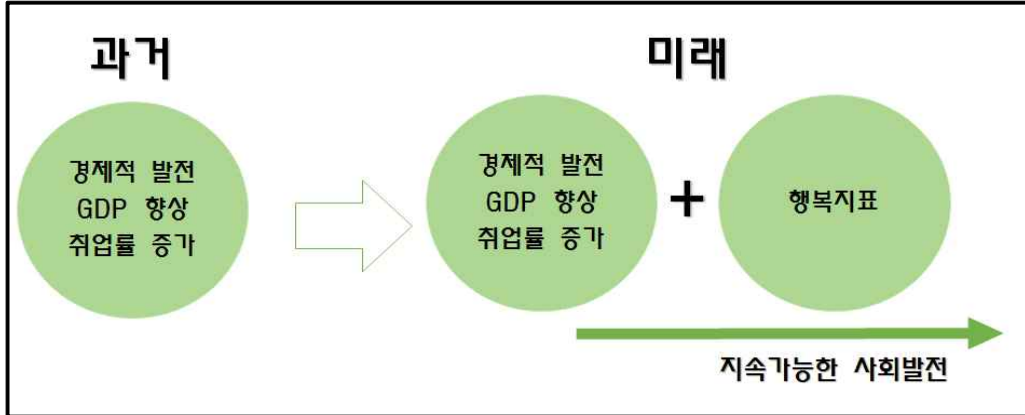 과거
경제적 발전
GDP 향상
취업률 증가
미래
경제적 발전
GDP 향상
취업률 증가
+
행복지표
지속가능한 사회발전